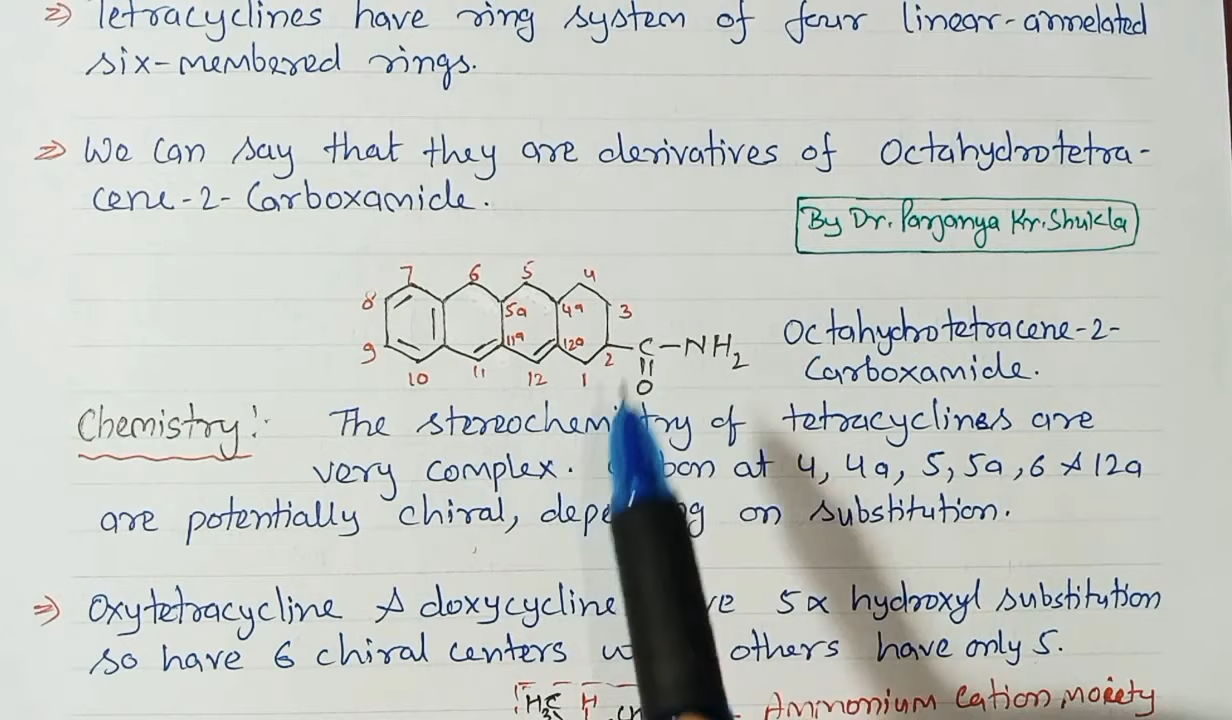 => Tetracyclines have ring system of four linear-annelated
six-membered rings.
=> We can say that they are derivatives of Octahydrotetra-
cene-2-Carboxamide.
By Dr. Panjanya Kr. Shukla
7 6 5 4
8 5a 4a 3
9 11a 12a 2 C-NH2
10 11 12 1 O
Octahydrotetracene-2-
Carboxamide.
Chemistry:- The stereochemistry of tetracyclines are
very complex. at 4, 4a, 5, 5a, 6 & 12a
are potentially chiral, on substitution.
=> Oxytetracycline & doxycycline 5α hydroxyl substitution
so have 6 chiral centers others have only 5.
H3C H Ammonium Cation moiety